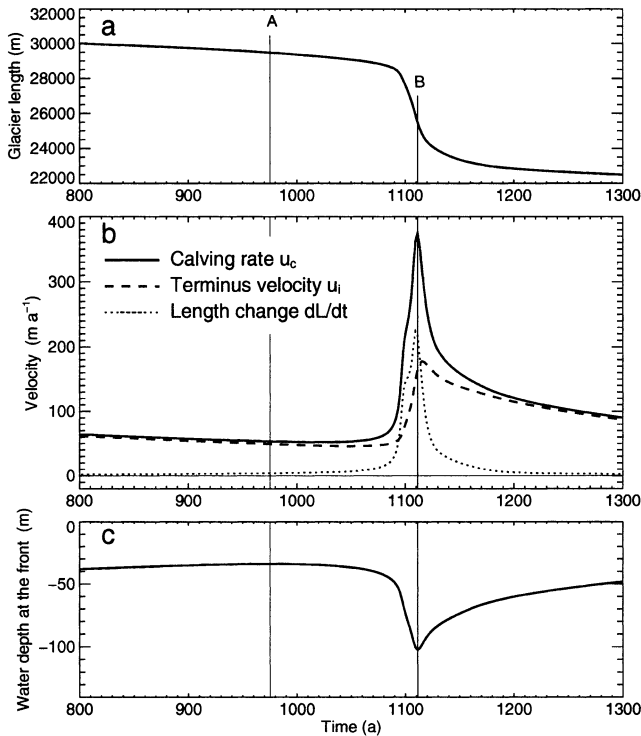 a
A
B
Glacier length (m)
30000
28000
26000
24000
22000
800 900 1000 1100 1200 1300
b
Calving rate uc
Terminus velocity ui
Length change dL/dt
Velocity (m a⁻¹)
400
300
200
100
0
800 900 1000 1100 1200 1300
c
Water depth at the front (m)
0
−50
−100
800 900 1000 1100 1200 1300
Time (a)